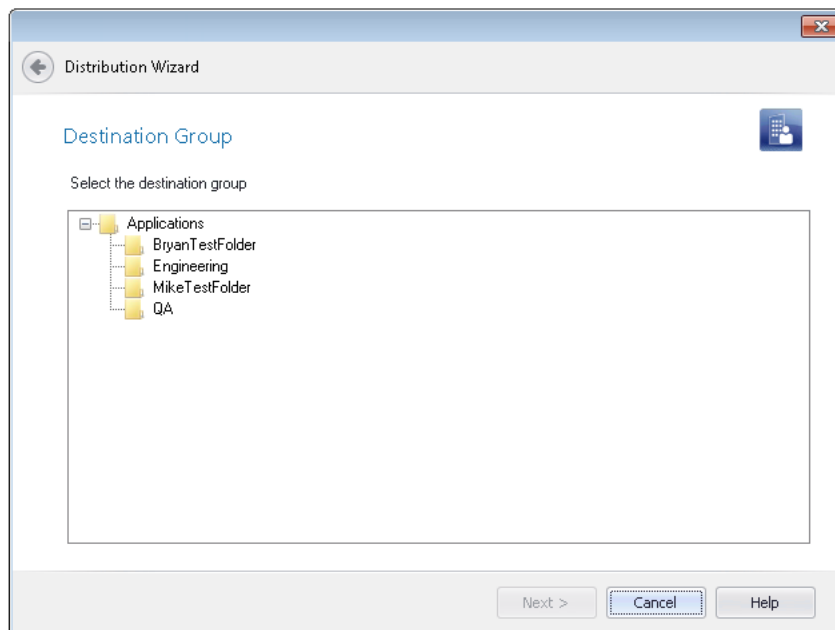 Distribution Wizard
Destination Group
Select the destination group
Applications
BryanTestFolder
Engineering
MikeTestFolder
QA
Next > Cancel Help